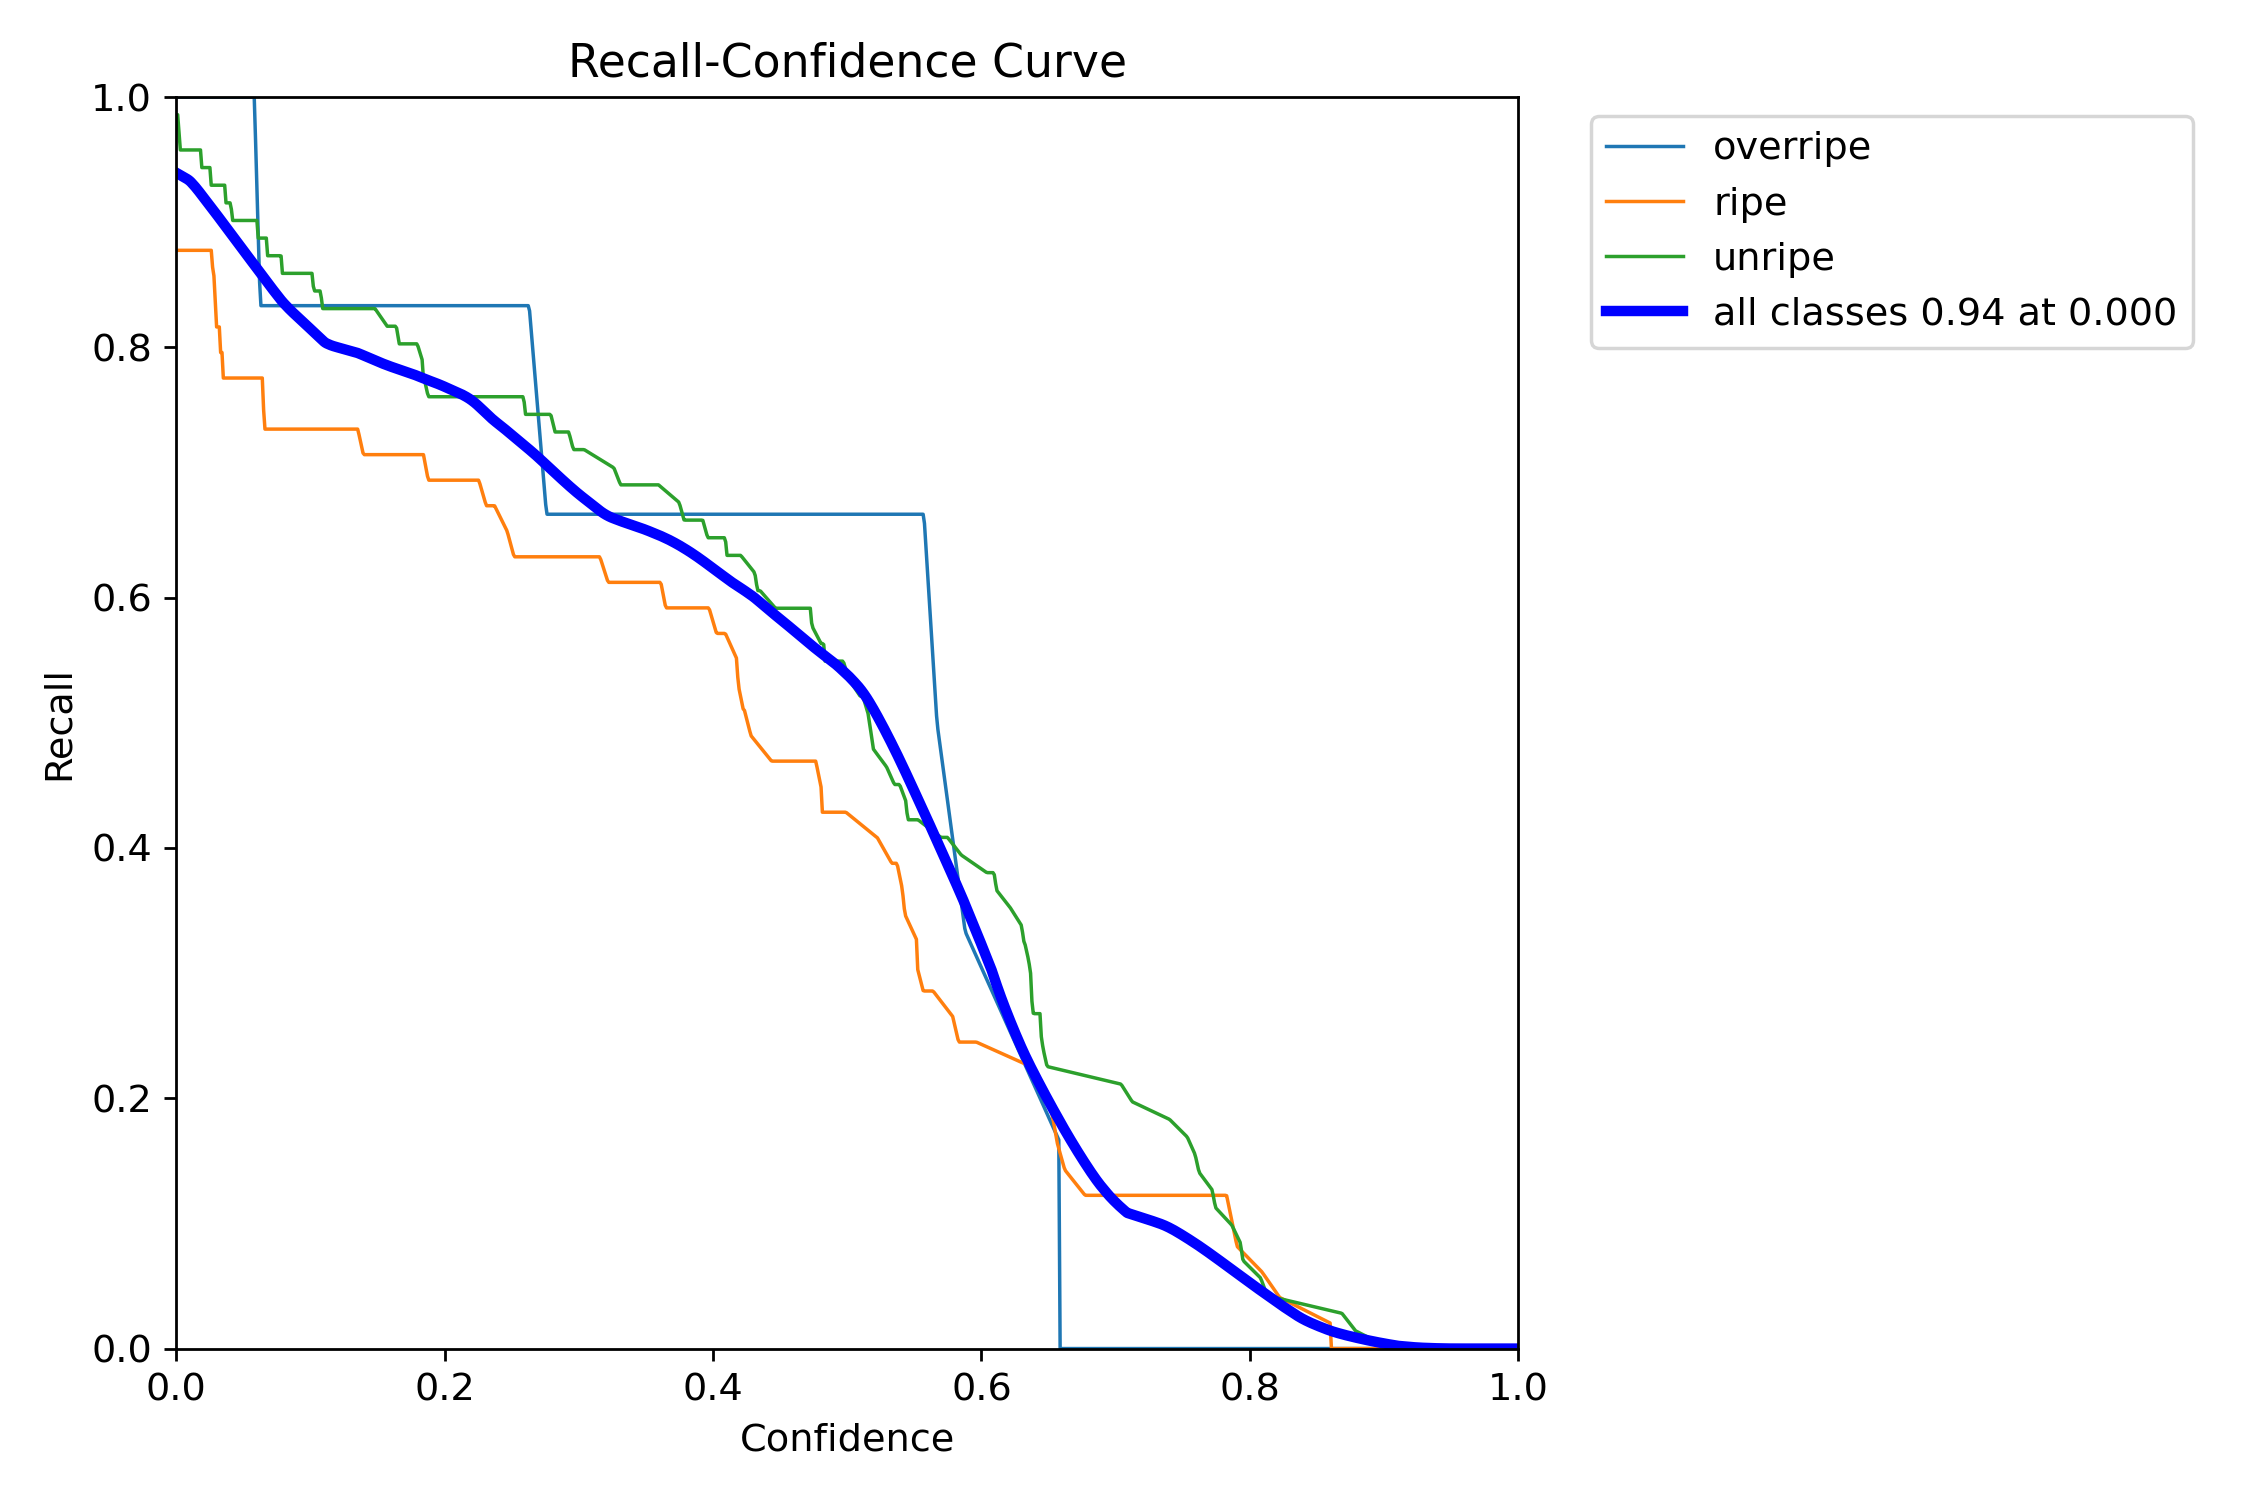 Recall-Confidence Curve
1.0
0.8
0.6
0.4
0.2
0.0
Recall
0.0 0.2 0.4 0.6 0.8 1.0
Confidence
overripe
ripe
unripe
all classes 0.94 at 0.000